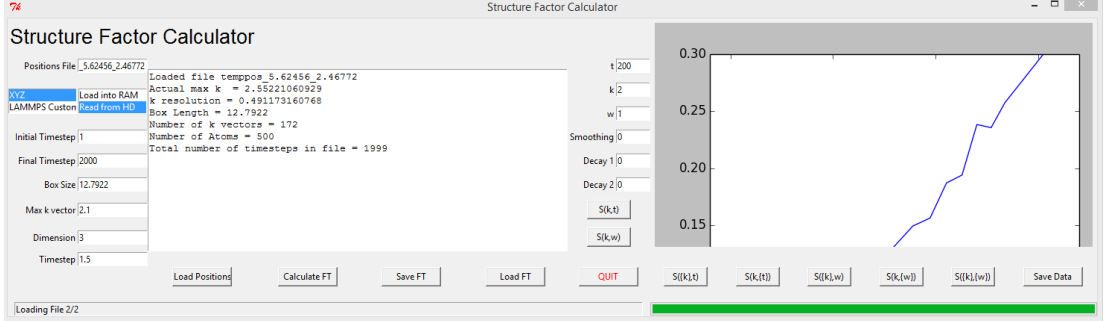 Structure Factor Calculator
Structure Factor Calculator
Positions File _5.62456_2.46772
XYZ Load into RAM
LAMMPS Custon Read from HD
Initial Timestep 1
Final Timestep 2000
Box Size 12.7922
Max k vector 2.1
Dimension 3
Timestep 1.5
Loaded file temppos_5.62456_2.46772
Actual max k = 2.55221060929
k resolution = 0.491173160768
Box Length = 12.7922
Number of k vectors = 172
Number of Atoms = 500
Total number of timesteps in file = 1999
t 200
k 2
w 1
Smoothing 0
Decay 1 0
Decay 2 0
S(k,t)
S(k,w)
0.30
0.25
0.20
0.15
Load Positions Calculate FT Save FT Load FT QUIT S({k},t) S(k,{t}) S({k},w) S(k,{w}) S({k},{w}) Save Data
Loading File 2/2